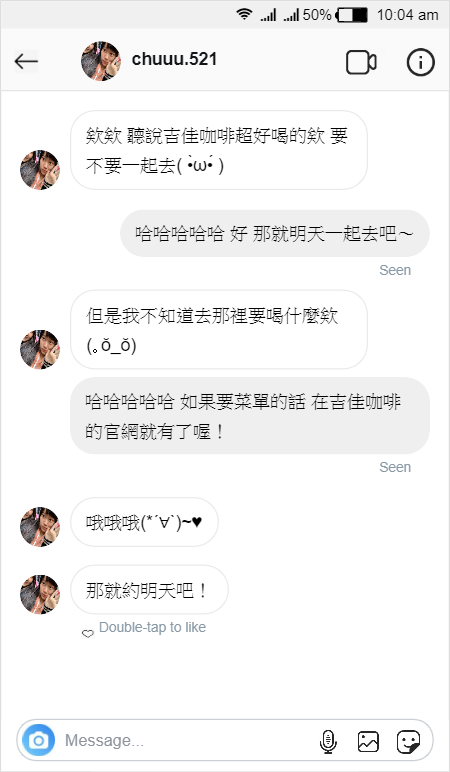 50% 10:04 am
chuuu.521
欸欸 聽說吉佳咖啡超好喝的欸 要
不要一起去( •̀ω•́ )
哈哈哈哈哈 好 那就明天一起去吧～
Seen
但是我不知道去那裡要喝什麼欸
(｡ŏ_ŏ)
哈哈哈哈哈 如果要菜單的話 在吉佳咖啡
的官網就有了喔！
Seen
哦哦哦(*´∀`)~♥
那就約明天吧！
Double-tap to like
Message...